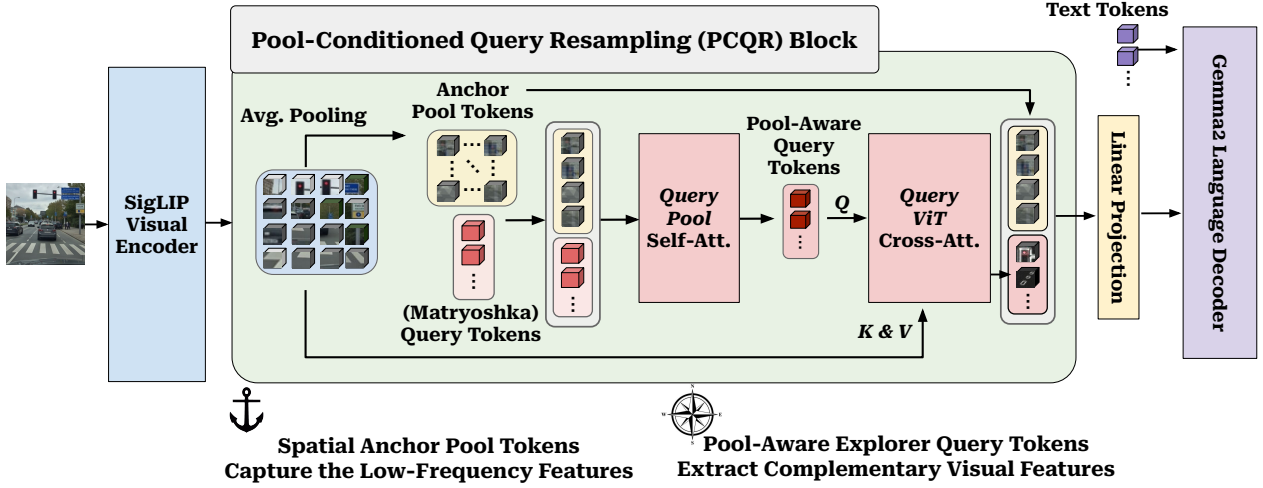 Text Tokens
Pool-Conditioned Query Resampling (PCQR) Block
Avg. Pooling
Anchor
Pool Tokens
SigLIP
Visual
Encoder
(Matryoshka)
Query Tokens
Query
Pool
Self-Att.
Pool-Aware
Query
Tokens
Q
Query
ViT
Cross-Att.
K & V
Linear Projection
Gemma2 Language Decoder
N
W
E
S
Spatial Anchor Pool Tokens
Capture the Low-Frequency Features
Pool-Aware Explorer Query Tokens
Extract Complementary Visual Features